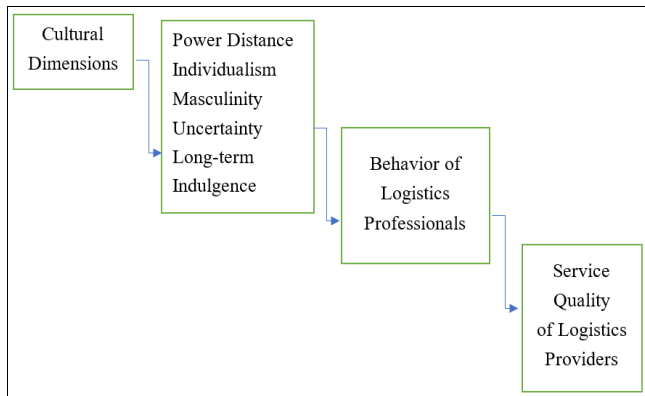 Cultural
Dimensions
Power Distance
Individualism
Masculinity
Uncertainty
Long-term
Indulgence
Behavior of
Logistics
Professionals
Service
Quality
of Logistics
Providers